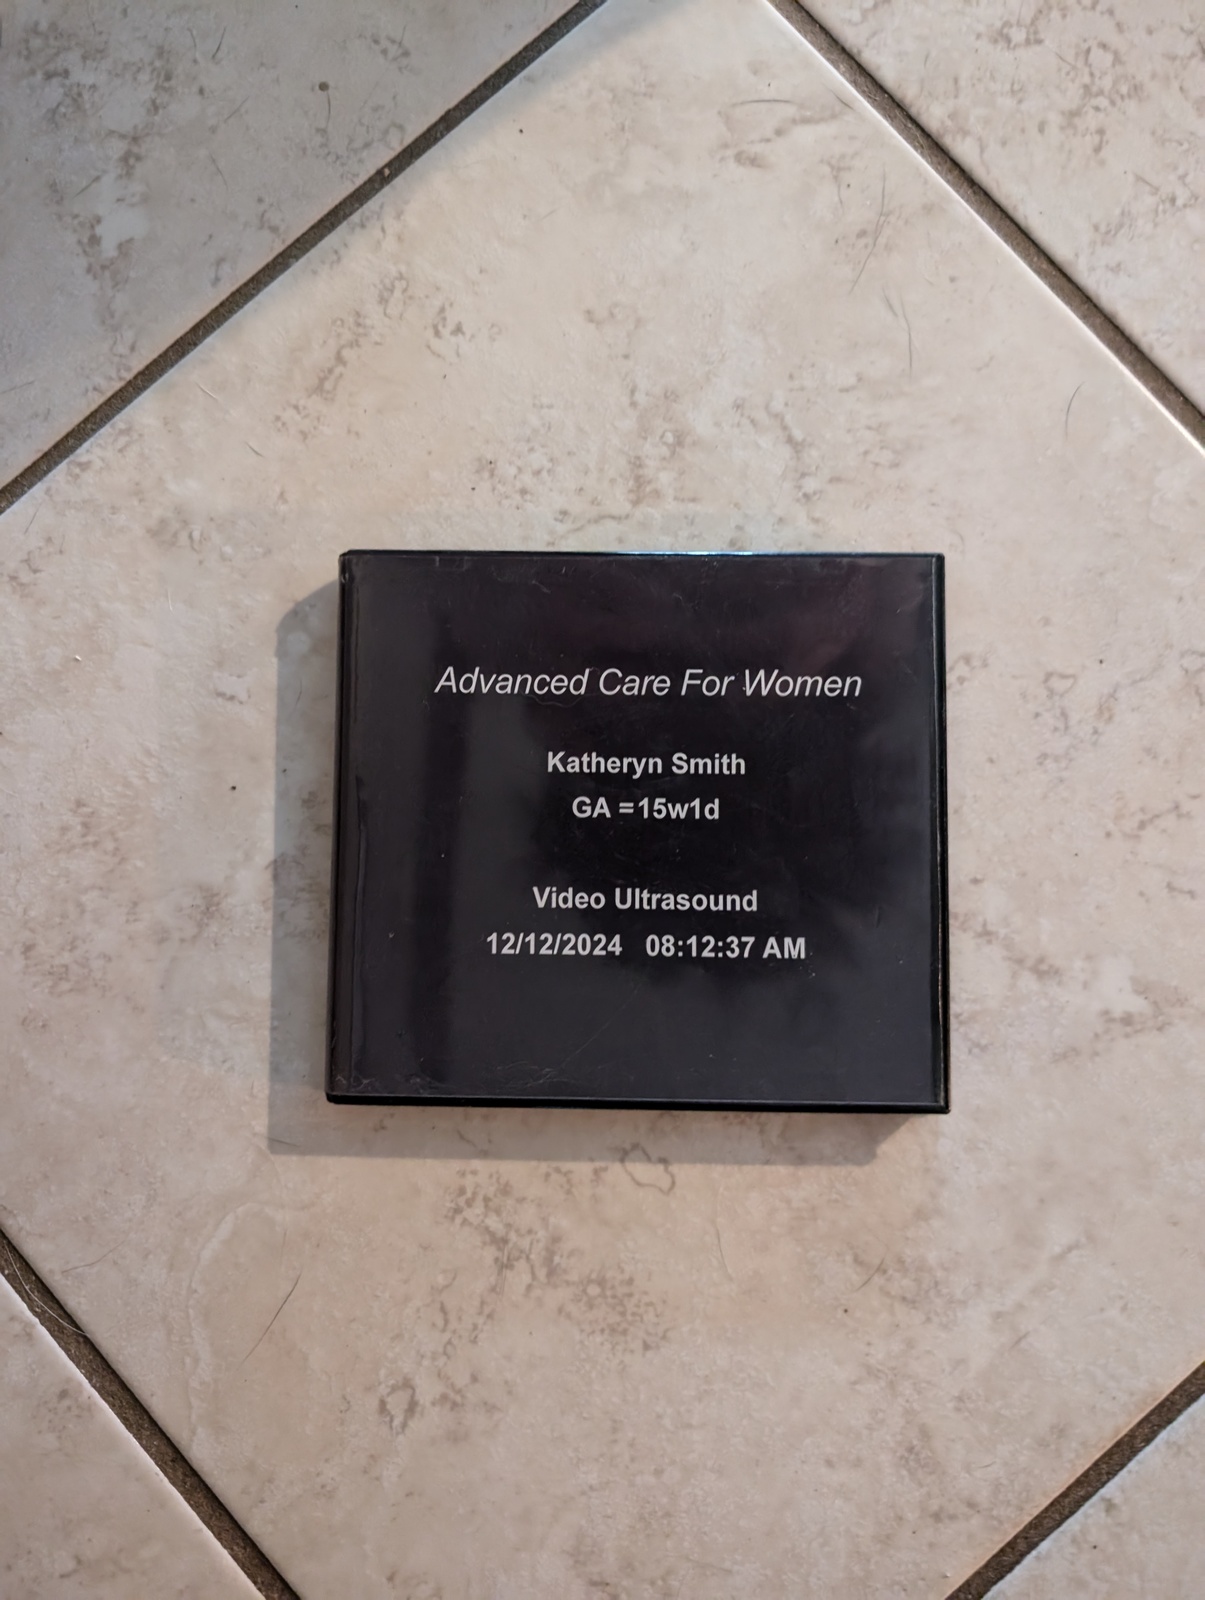 Advanced Care For Women
Katheryn Smith
GA =15w1d
Video Ultrasound
12/12/2024 08:12:37 AM